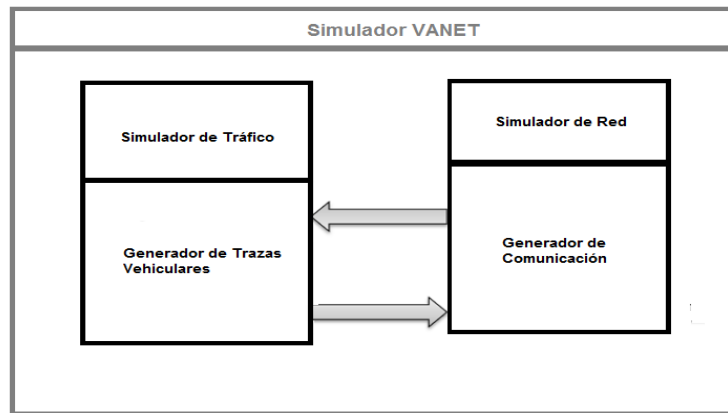 Simulador VANET
Simulador de Tráfico
Simulador de Red
Generador de Trazas
Vehiculares
Generador de
Comunicación